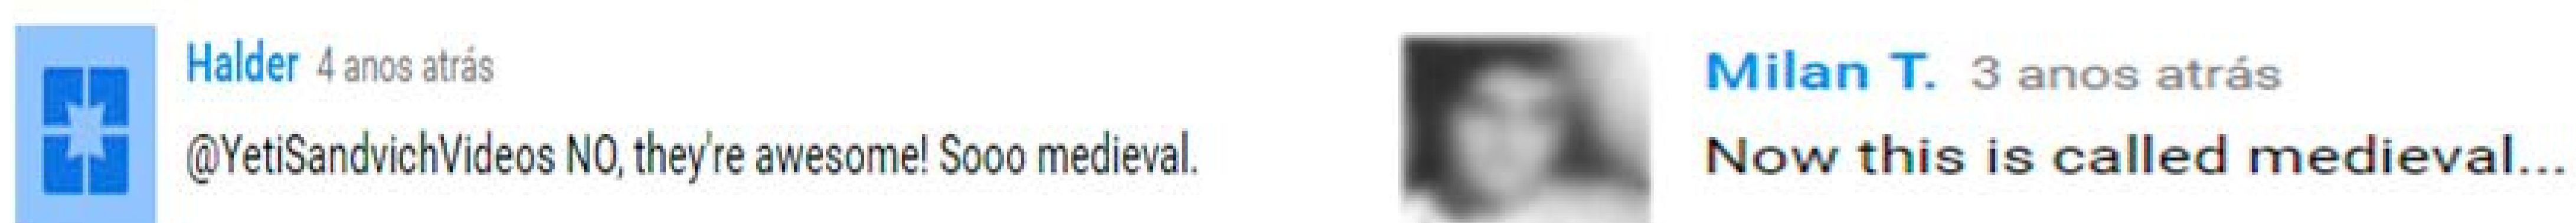 Halder 4 anos atrás
@YetiSandvichVideos NO, they're awesome! Sooo medieval.
Milan T. 3 anos atrás
Now this is called medieval...